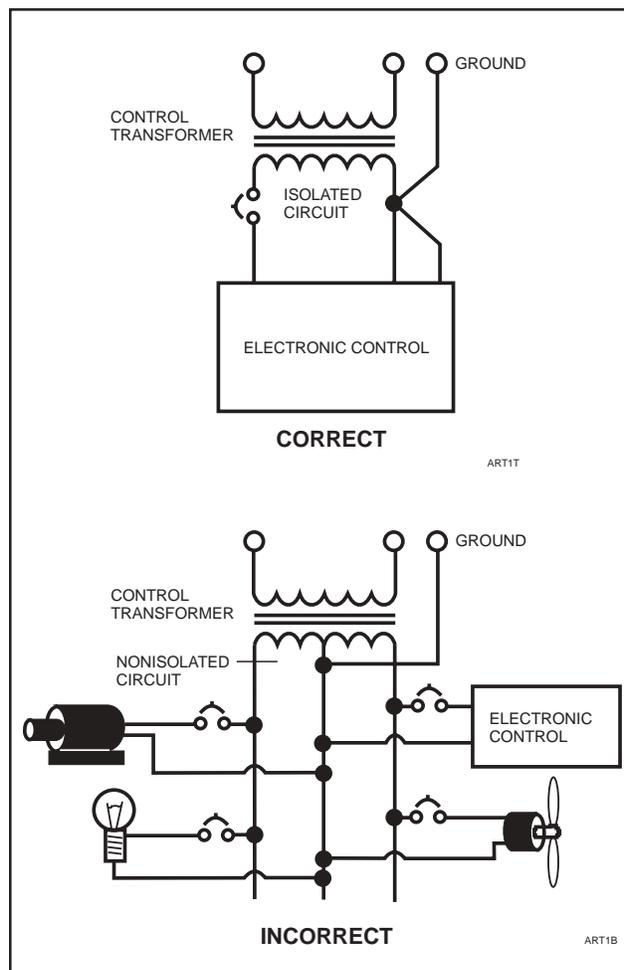 GROUND
CONTROL
TRANSFORMER
ISOLATED
CIRCUIT
ELECTRONIC CONTROL
CORRECT
ART1T
GROUND
CONTROL
TRANSFORMER
NONISOLATED
CIRCUIT
ELECTRONIC
CONTROL
INCORRECT
ART1B